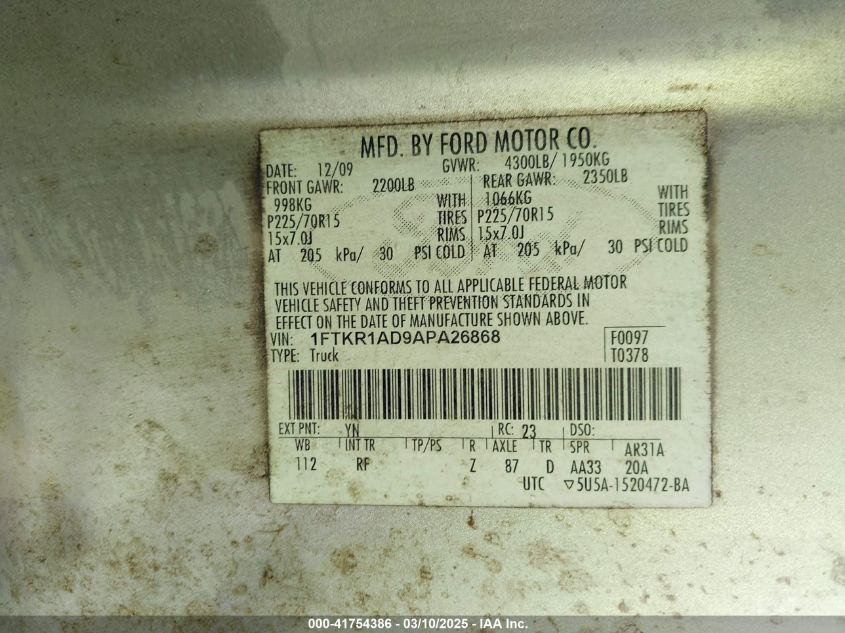 MFD. BY FORD MOTOR CO.
DATE: 12/09 GVWR: 4300LB/ 1950KG
FRONT GAWR: 2200LB REAR GAWR: 2350LB
998KG WITH 1066KG WITH
P225/70R15 TIRES P225/70R15 TIRES
15x7.0J RIMS 15x7.0J RIMS
AT 205 kPa/ 30 PSI COLD AT 205 kPa/ 30 PSI COLD
THIS VEHICLE CONFORMS TO ALL APPLICABLE FEDERAL MOTOR
VEHICLE SAFETY AND THEFT PREVENTION STANDARDS IN
EFFECT ON THE DATE OF MANUFACTURE SHOWN ABOVE.
VIN: 1FTKR1AD9APA26868 F0097
TYPE: Truck T0378
EXT PNT: YN RC: 23 DSO:
WB INT TR TP/PS R AXLE TR SPR AR31A
112 RF Z 87 D AA33 20A
UTC ▽5U5A-1520472-BA
000-41754386 - 03/10/2025 - IAA Inc.